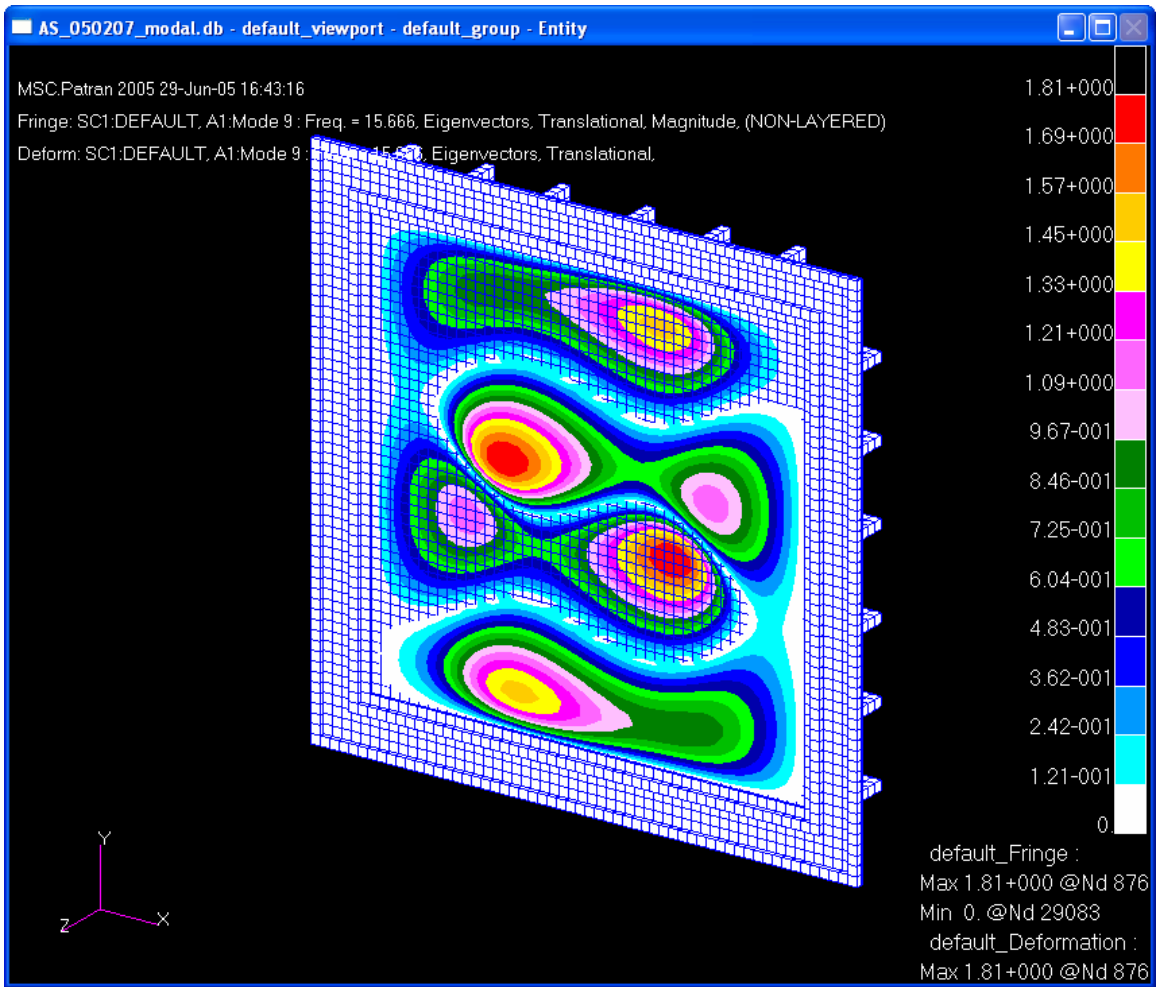 AS_050207_modal.db - default_viewport - default_group - Entity
MSC.Patran 2005 29-Jun-05 16:43:16
Fringe: SC1:DEFAULT, A1:Mode 9 : Freq. = 15.666, Eigenvectors, Translational, Magnitude, (NON-LAYERED)
Deform: SC1:DEFAULT, A1:Mode 9 : Eigenvectors, Translational,
1.81+000
1.69+000
1.57+000
1.45+000
1.33+000
1.21+000
1.09+000
9.67-001
8.46-001
7.25-001
6.04-001
4.83-001
3.62-001
2.42-001
1.21-001
0.
default_Fringe :
Max 1.81+000 @Nd 876
Min 0. @Nd 29083
default_Deformation :
Max 1.81+000 @Nd 876
Y
Z
X